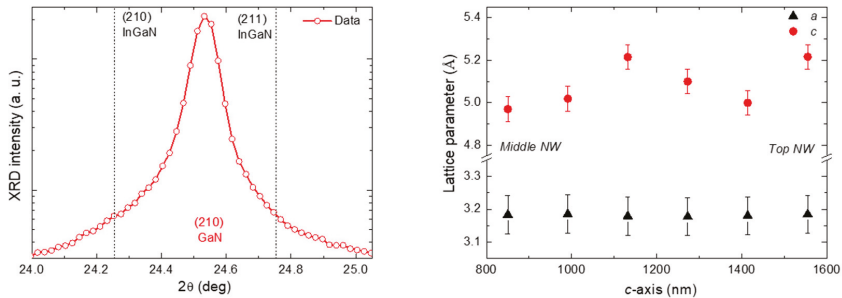 (210)
InGaN
(211)
InGaN
Data
XRD intensity (a. u.)
(210)
GaN
24.0 24.2 24.4 24.6 24.8 25.0
2θ (deg)
a
c
Lattice parameter (Å)
5.4
5.2
5.0
4.8
3.3
3.2
3.1
Middle NW
Top NW
800 1000 1200 1400 1600
c-axis (nm)